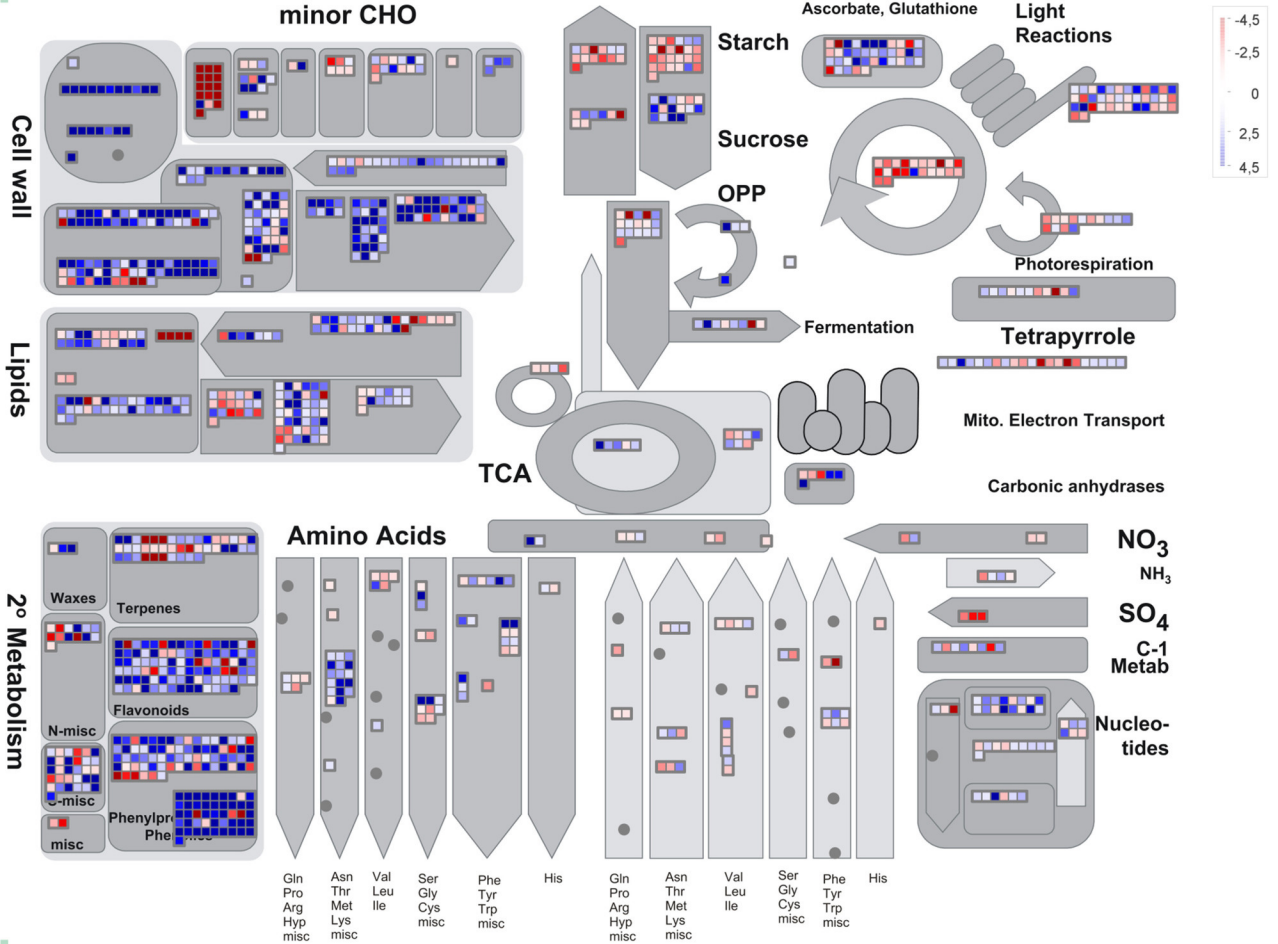 minor CHO
Ascorbate, Glutathione
Light
Reactions
-4,5
-2,5
0
2,5
4,5
Starch
Sucrose
OPP
Cell wall
Photorespiration
Fermentation
Tetrapyrrole
Lipids
Mito. Electron Transport
TCA
Carbonic anhydrases
Amino Acids
NO3
NH3
SO4
C-1
Metab
Nucleo-
tides
2º Metabolism
Waxes
Terpenes
Flavonoids
N-misc
-misc
Phenylpr
Phe
misc
Gln
Pro
Arg
Hyp
misc
Asn
Thr
Met
Lys
misc
Val
Leu
Ile
Ser
Gly
Cys
misc
Phe
Tyr
Trp
misc
His
Gln
Pro
Arg
Hyp
misc
Asn
Thr
Met
Lys
misc
Val
Leu
Ile
Ser
Gly
Cys
misc
Phe
Tyr
Trp
misc
His